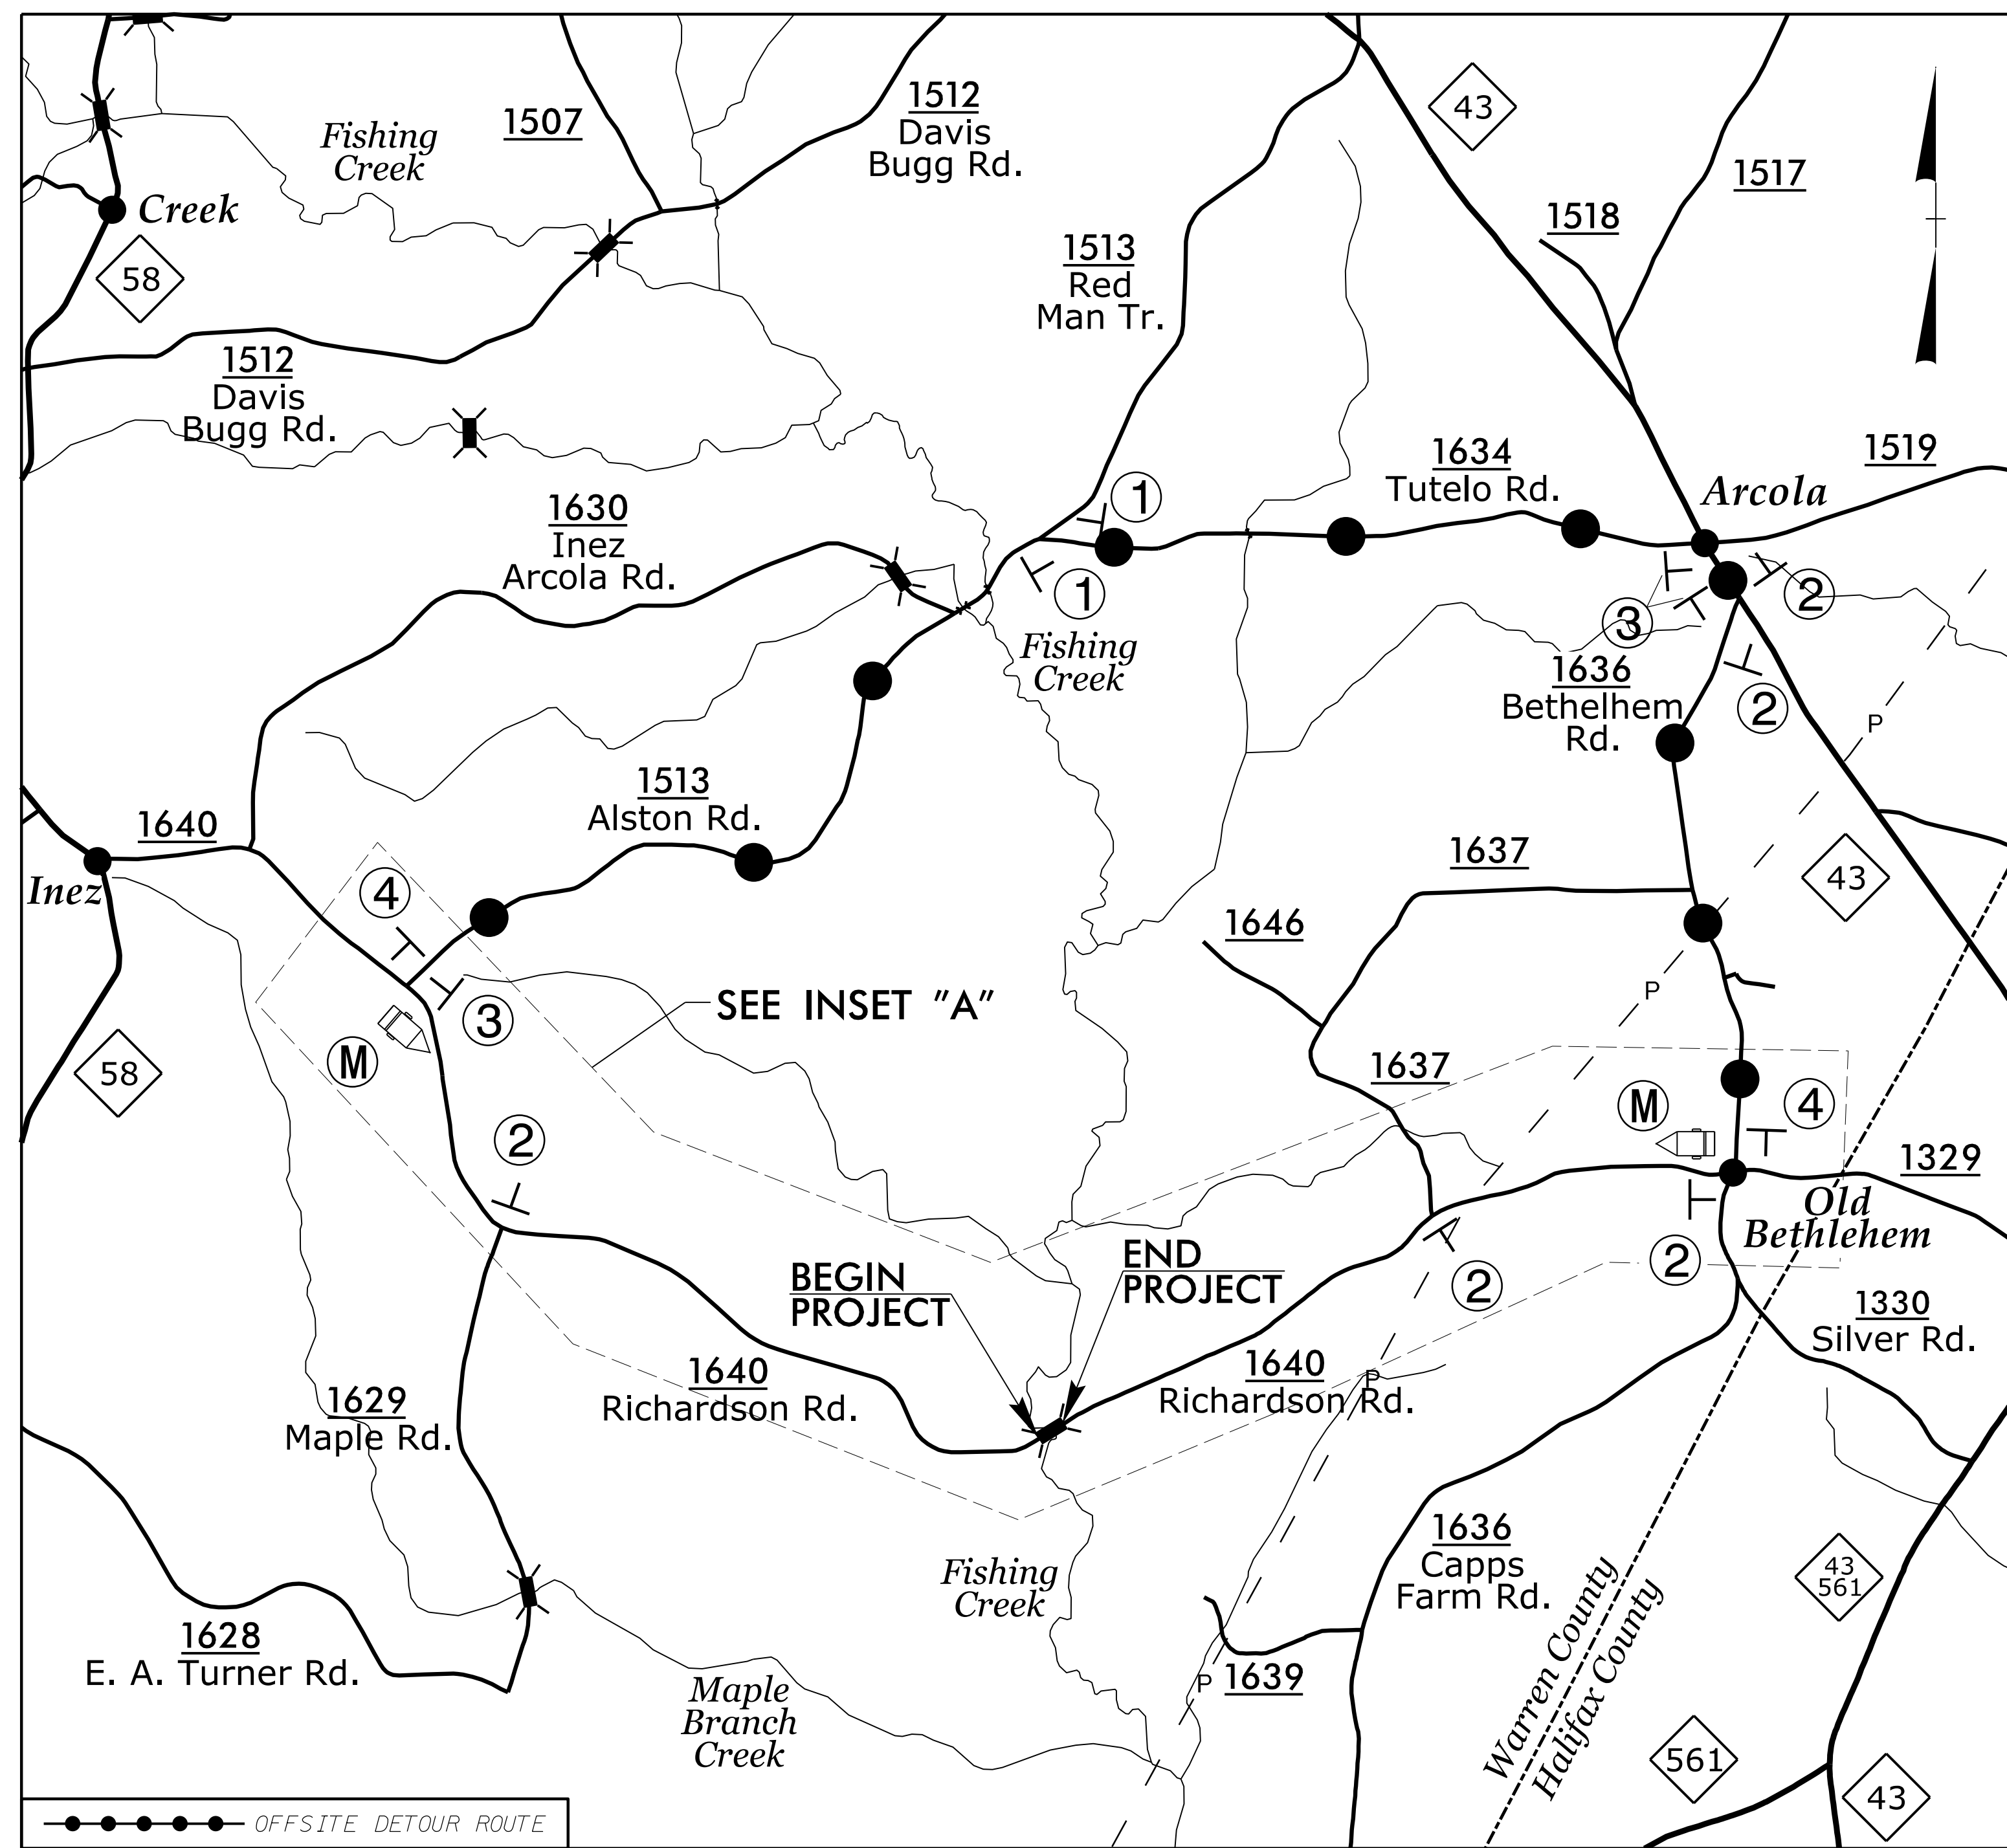 1507
1512
Davis
Bugg Rd.
43
Fishing
Creek
1517
Creek
1518
58
1513
Red
Man Tr.
1512
Davis
Bugg Rd.
1634
Tutelo Rd.
1519
Arcola
1
1630
Inez
Arcola Rd.
1
2
3
Fishing
Creek
1636
Bethelhem
Rd.
2
P
1513
Alston Rd.
1640
Inez
1637
43
4
1646
P
SEE INSET "A"
3
M
58
1637
M
4
2
1329
Old
Bethlehem
2
BEGIN
PROJECT
END
PROJECT
2
1330
Silver Rd.
1640
Richardson Rd.
1640
Richardson Rd.
P
1629
Maple Rd.
1636
Capps
Farm Rd.
Fishing
Creek
43
561
Warren County
Halifax County
1628
E. A. Turner Rd.
P
1639
Maple
Branch
Creek
561
43
OFFSITE DETOUR ROUTE